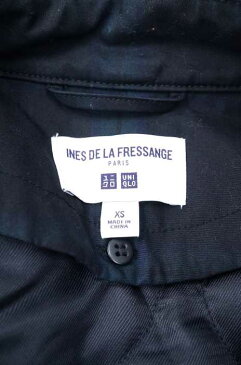 INES DE LA FRESSANGE
PARIS
ユニ UNI
クロ QLO
XS
MADE IN
CHINA